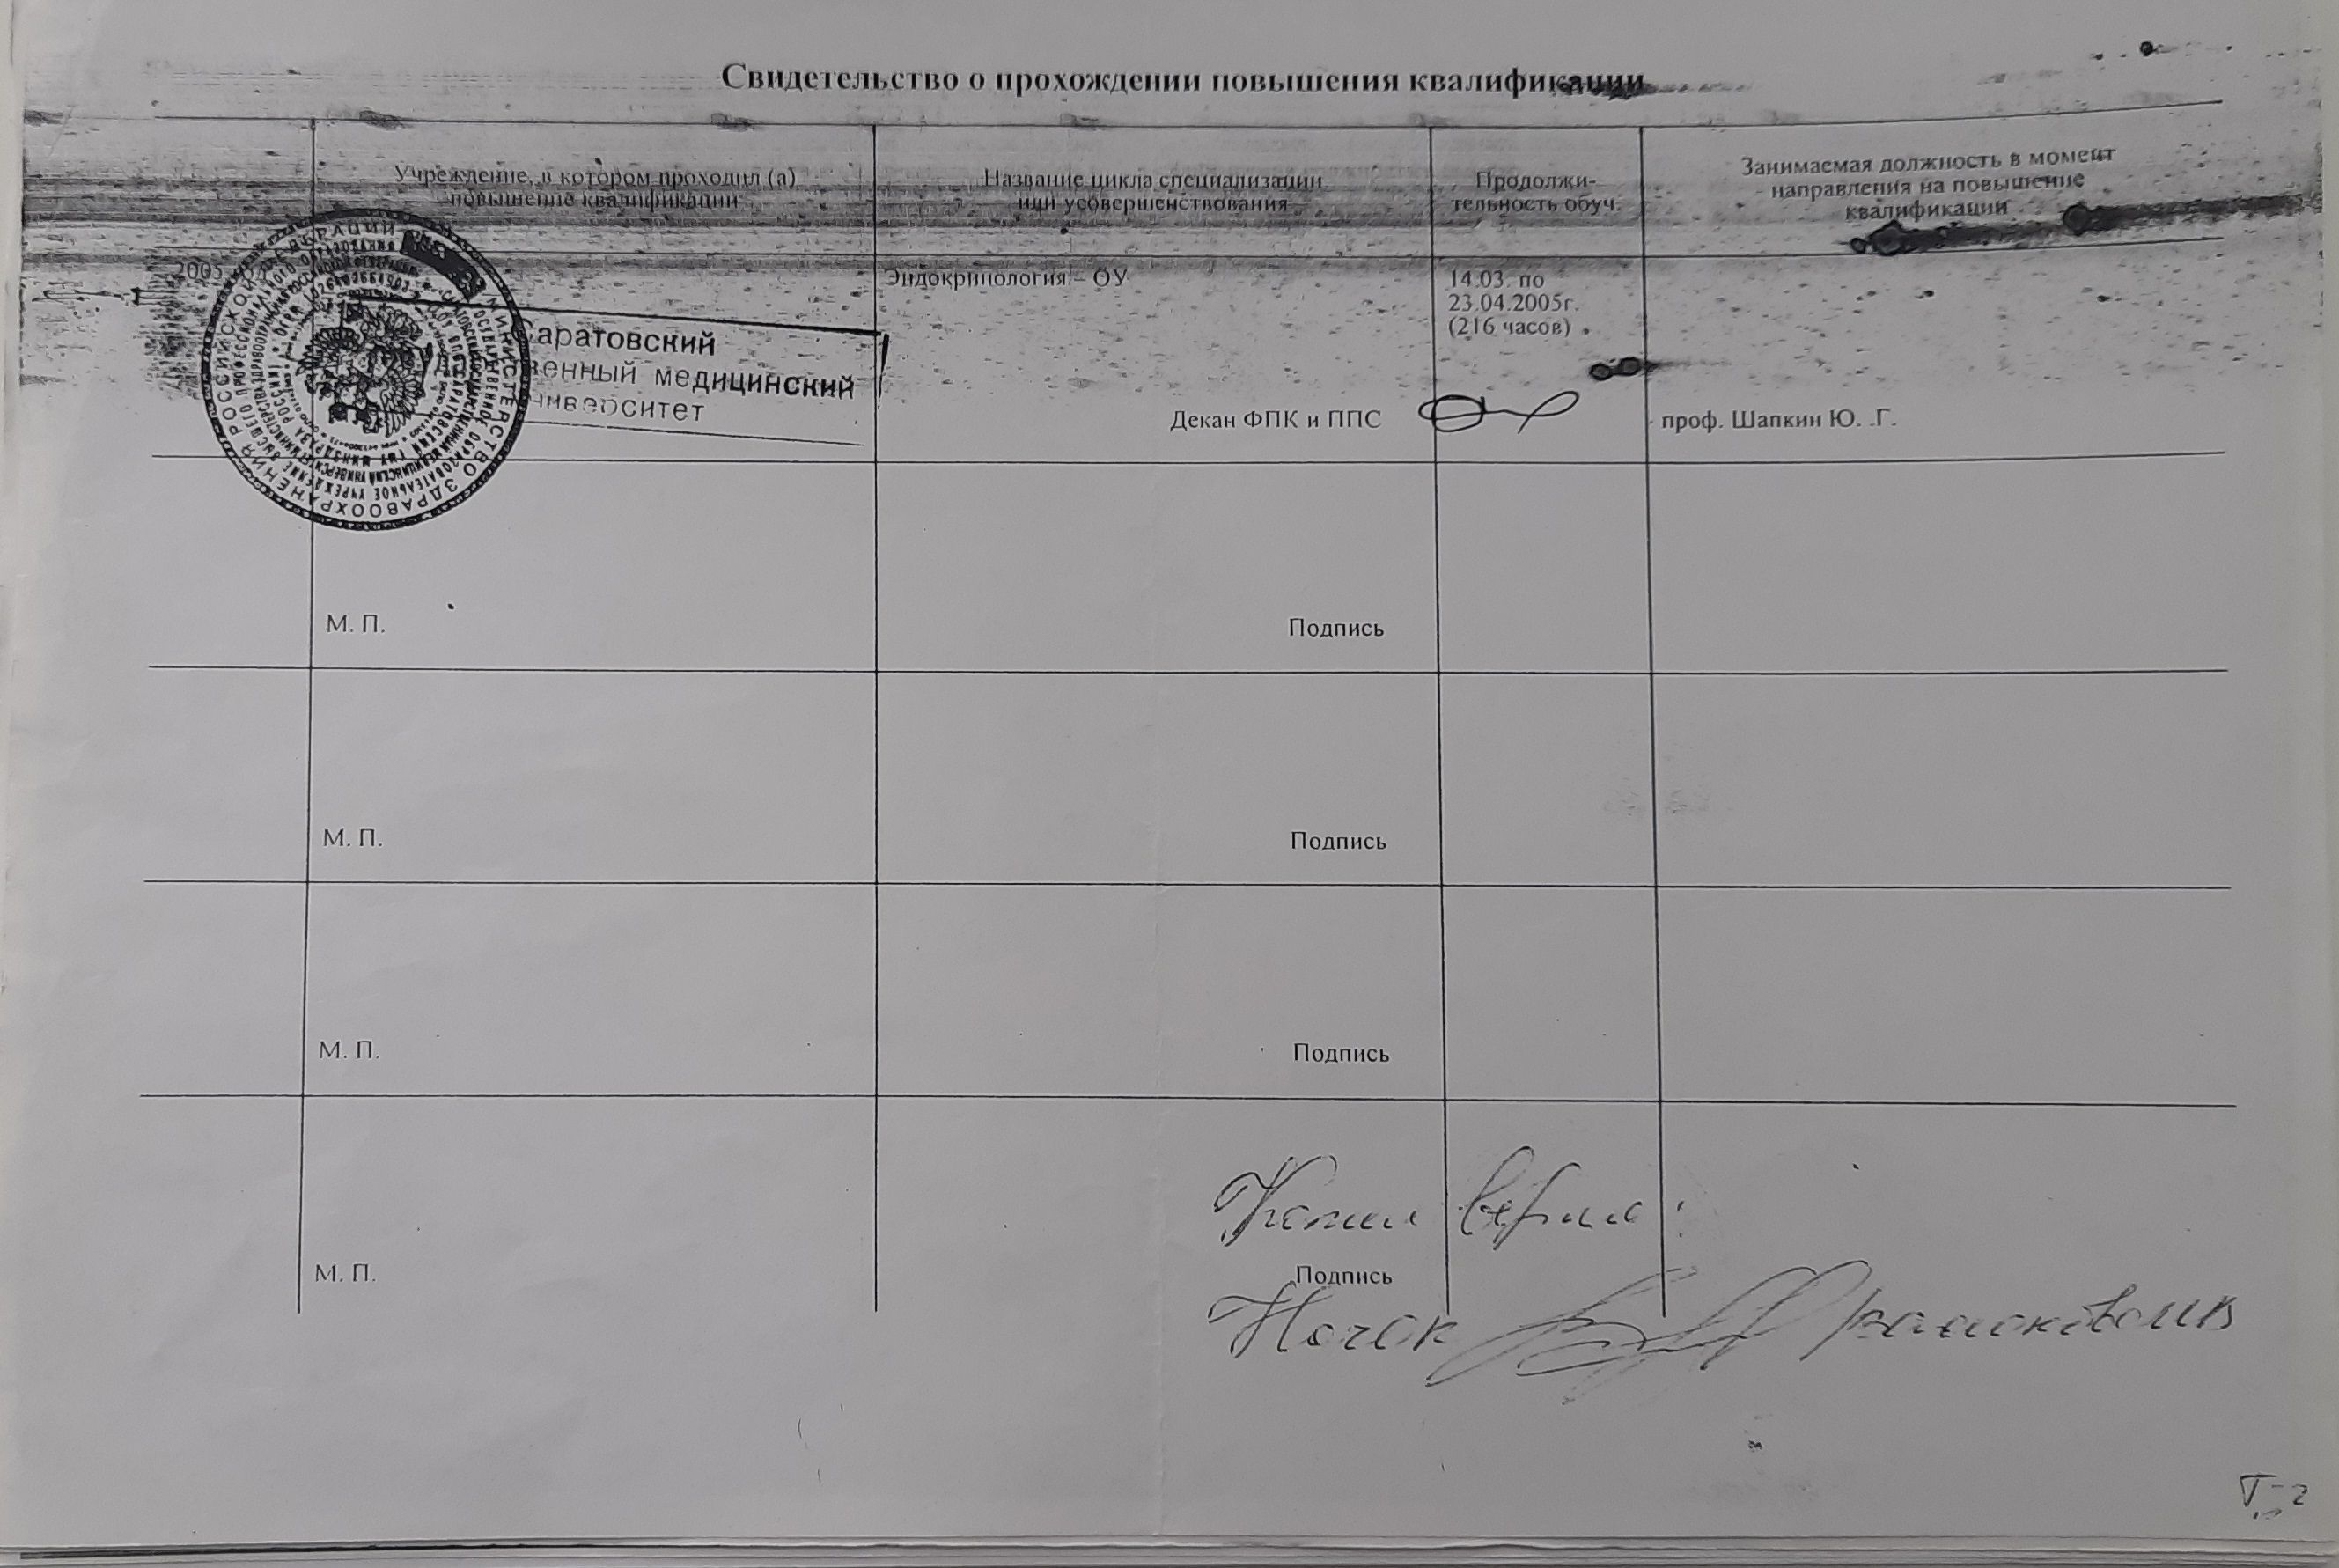 Свидетельство о прохождении повышения квалификации
Учреждение, в котором проходил (а)
повышение квалификации
Название цикла специализации
или усовершенствования
Продолжи-
тельность обуч.
Занимаемая должность в момент
направления на повышение
квалификации
2005
Эндокринология – ОУ
14.03. по
23.04.2005г.
(216 часов)
Саратовский
венный медицинский
университет
Декан ФПК и ППС
проф. Шапкин Ю. .Г.
М. П.
Подпись
М. П.
Подпись
М. П.
Подпись
Копия верна:
М. П.
Подпись